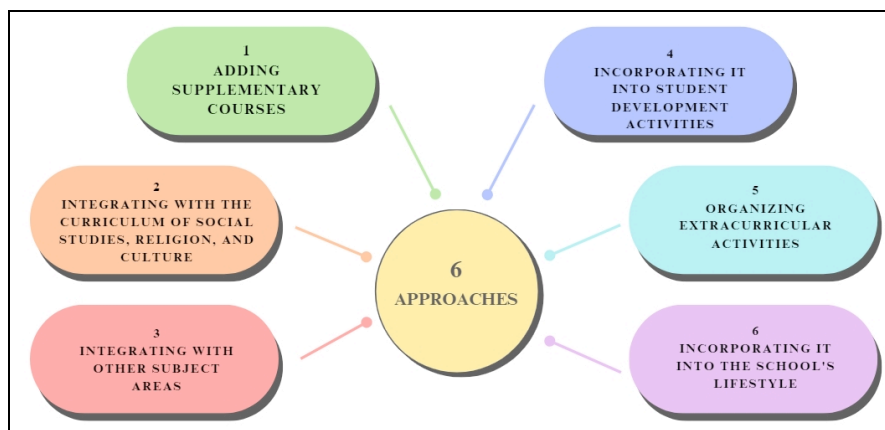 1
ADDING
SUPPLEMENTARY
COURSES
2
INTEGRATING WITH THE
CURRICULUM OF SOCIAL
STUDIES, RELIGION, AND
CULTURE
3
INTEGRATING WITH
OTHER SUBJECT
AREAS
6
APPROACHES
4
INCORPORATING IT
INTO STUDENT
DEVELOPMENT
ACTIVITIES
5
ORGANIZING
EXTRACURRICULAR
ACTIVITIES
6
INCORPORATING IT
INTO THE SCHOOL'S
LIFESTYLE